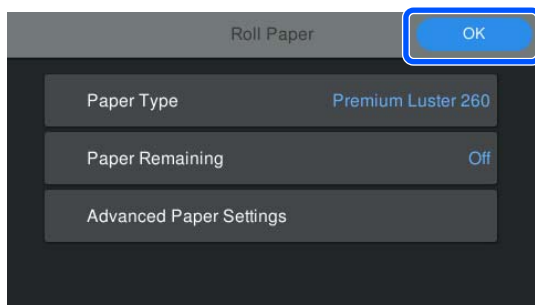 Roll Paper
OK
Paper Type Premium Luster 260
Paper Remaining Off
Advanced Paper Settings